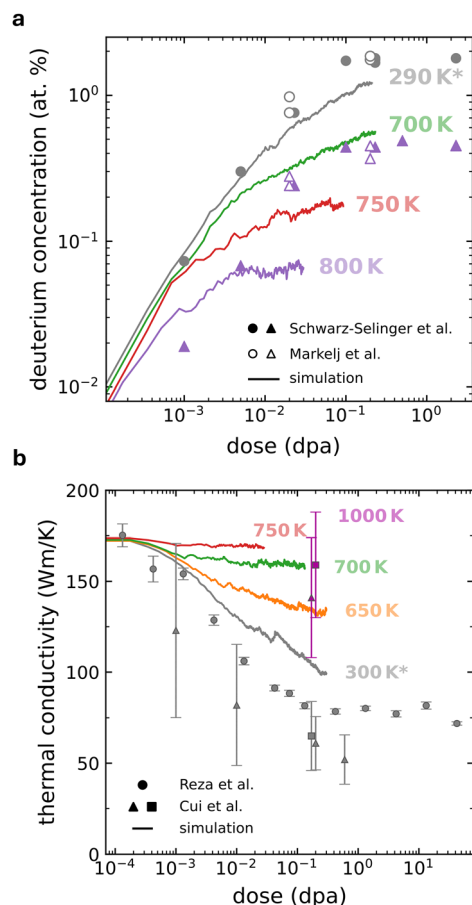 a
deuterium concentration (at. %)
10⁰
10⁻¹
10⁻²
290 K*
700 K
750 K
800 K
Schwarz-Selinger et al.
Markelj et al.
simulation
10⁻³ 10⁻² 10⁻¹ 10⁰
dose (dpa)
b
thermal conductivity (Wm/K)
200
150
100
50
0
1000 K
750 K
700 K
650 K
300 K*
Reza et al.
Cui et al.
simulation
10⁻⁴ 10⁻³ 10⁻² 10⁻¹ 10⁰ 10¹
dose (dpa)